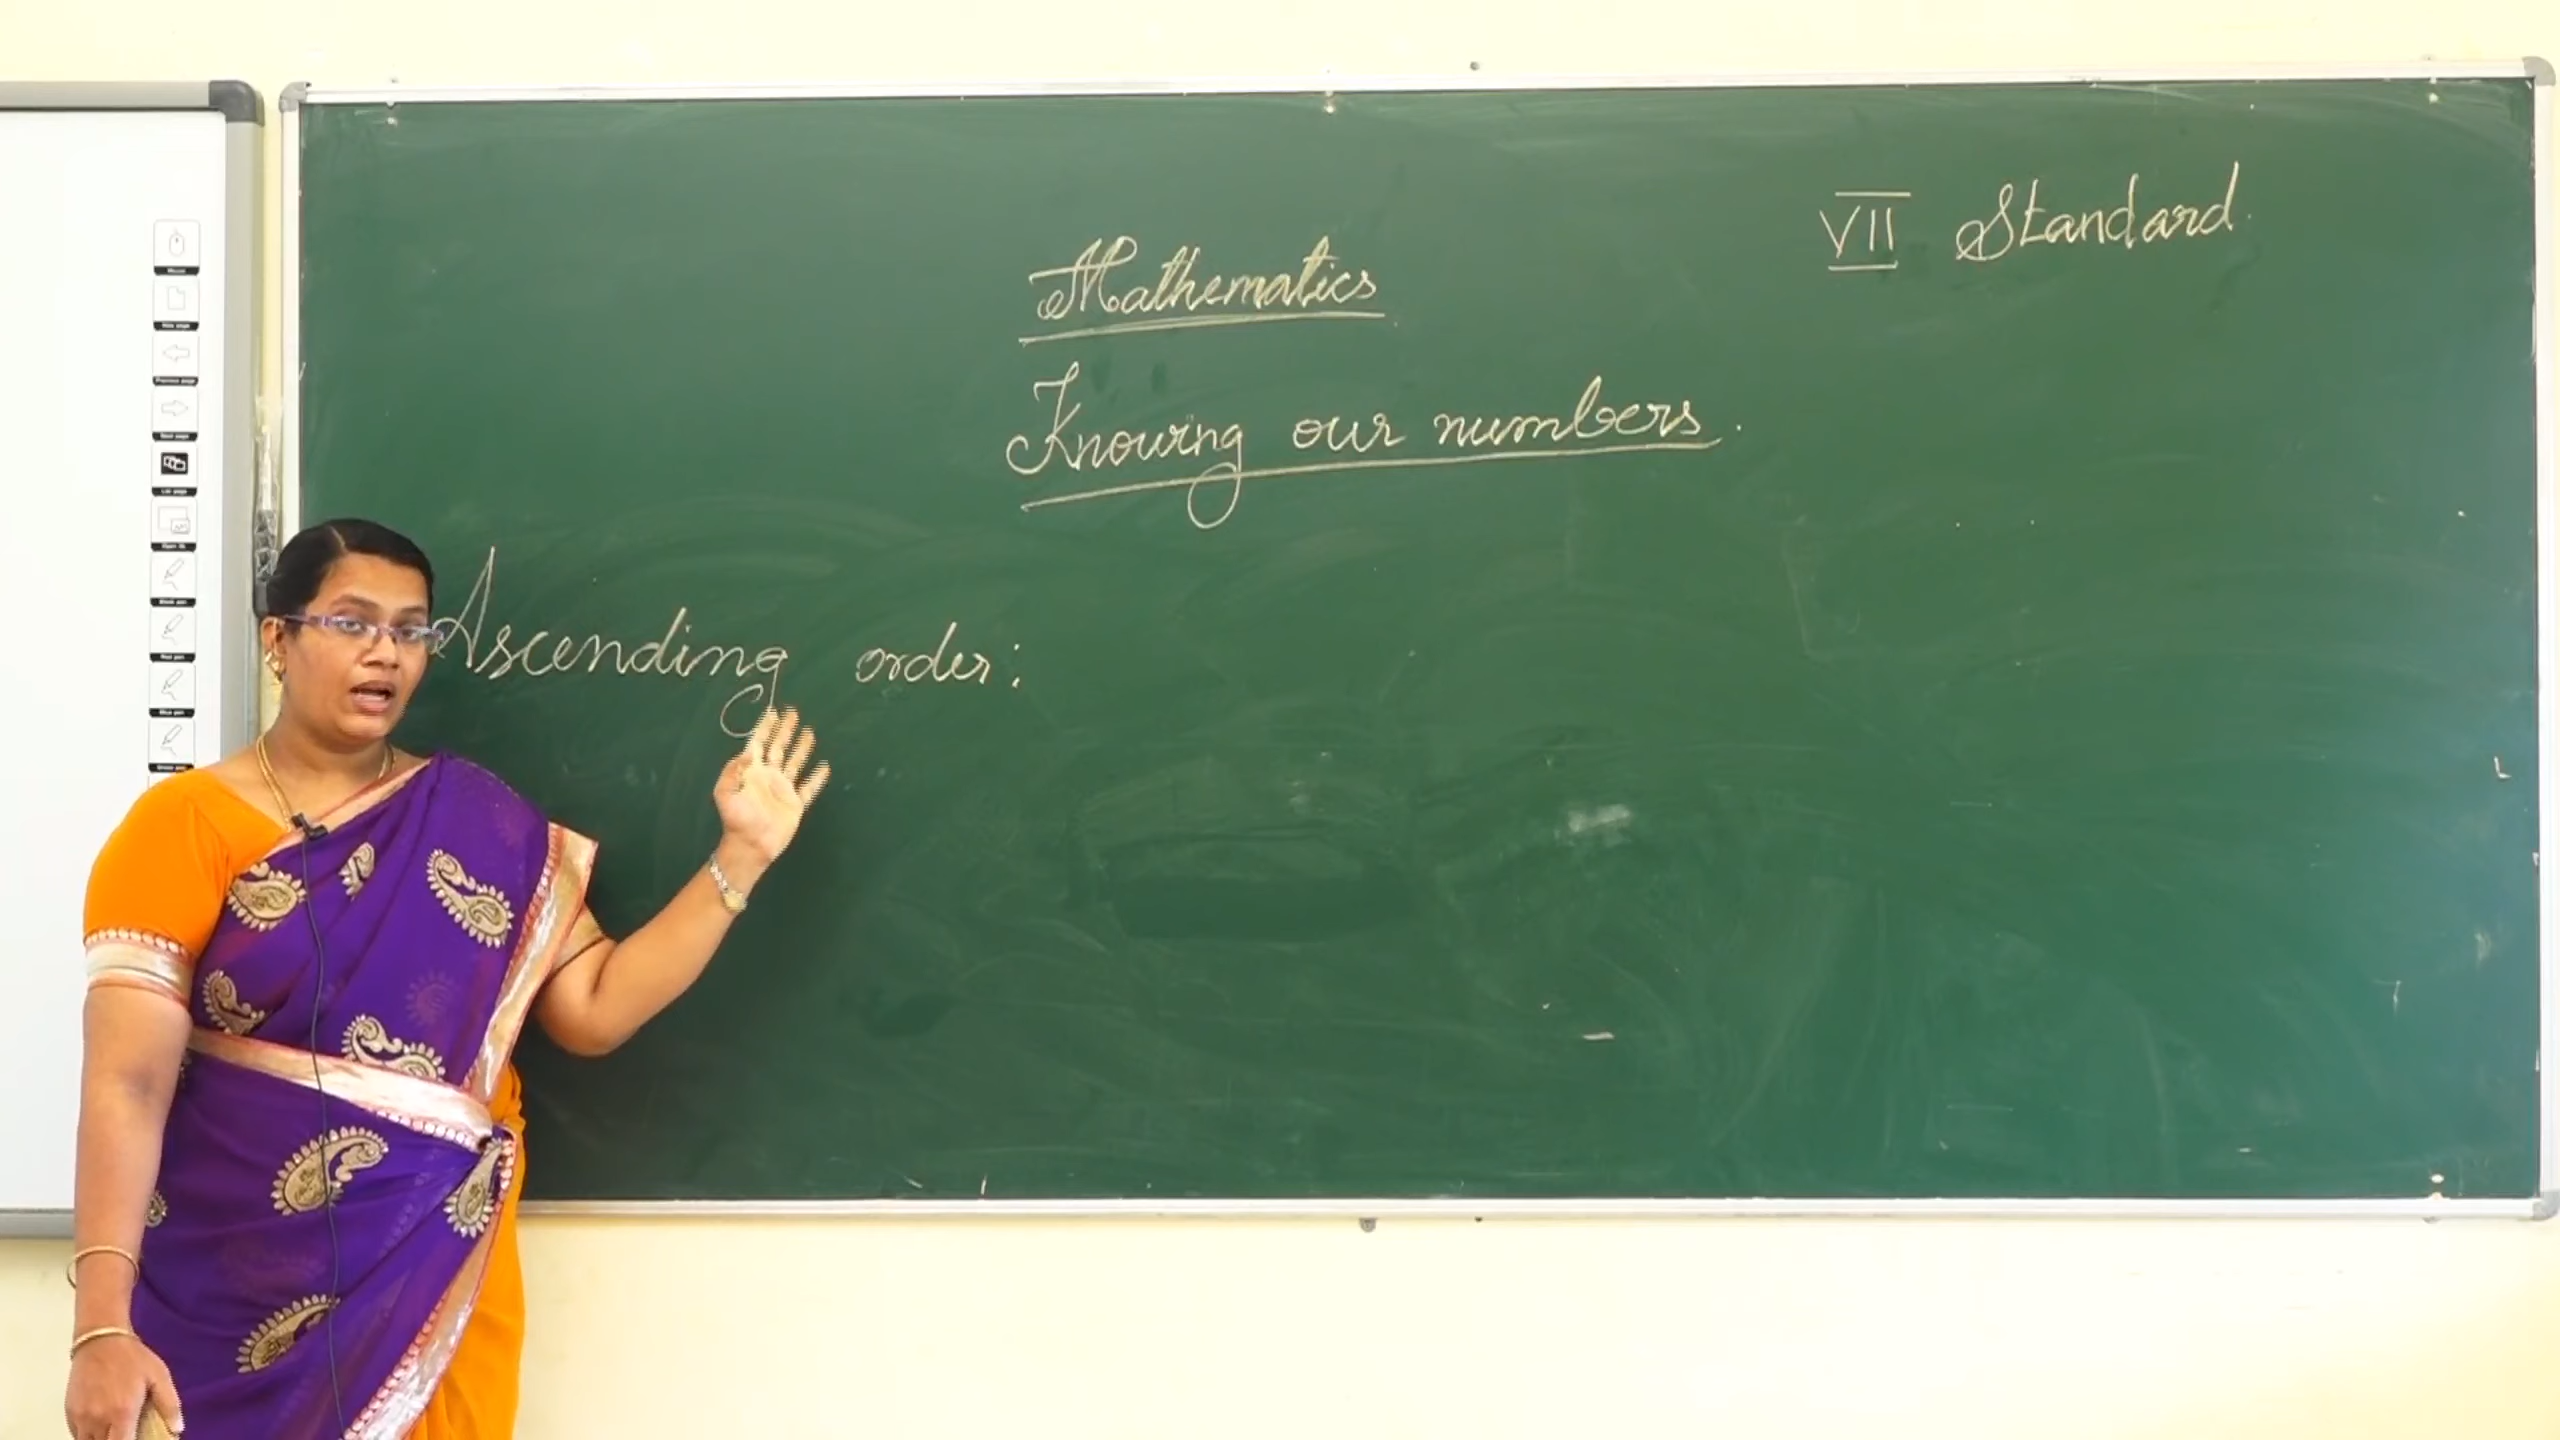 VII Standard.
Mathematics
Knowing our numbers.
Ascending order: